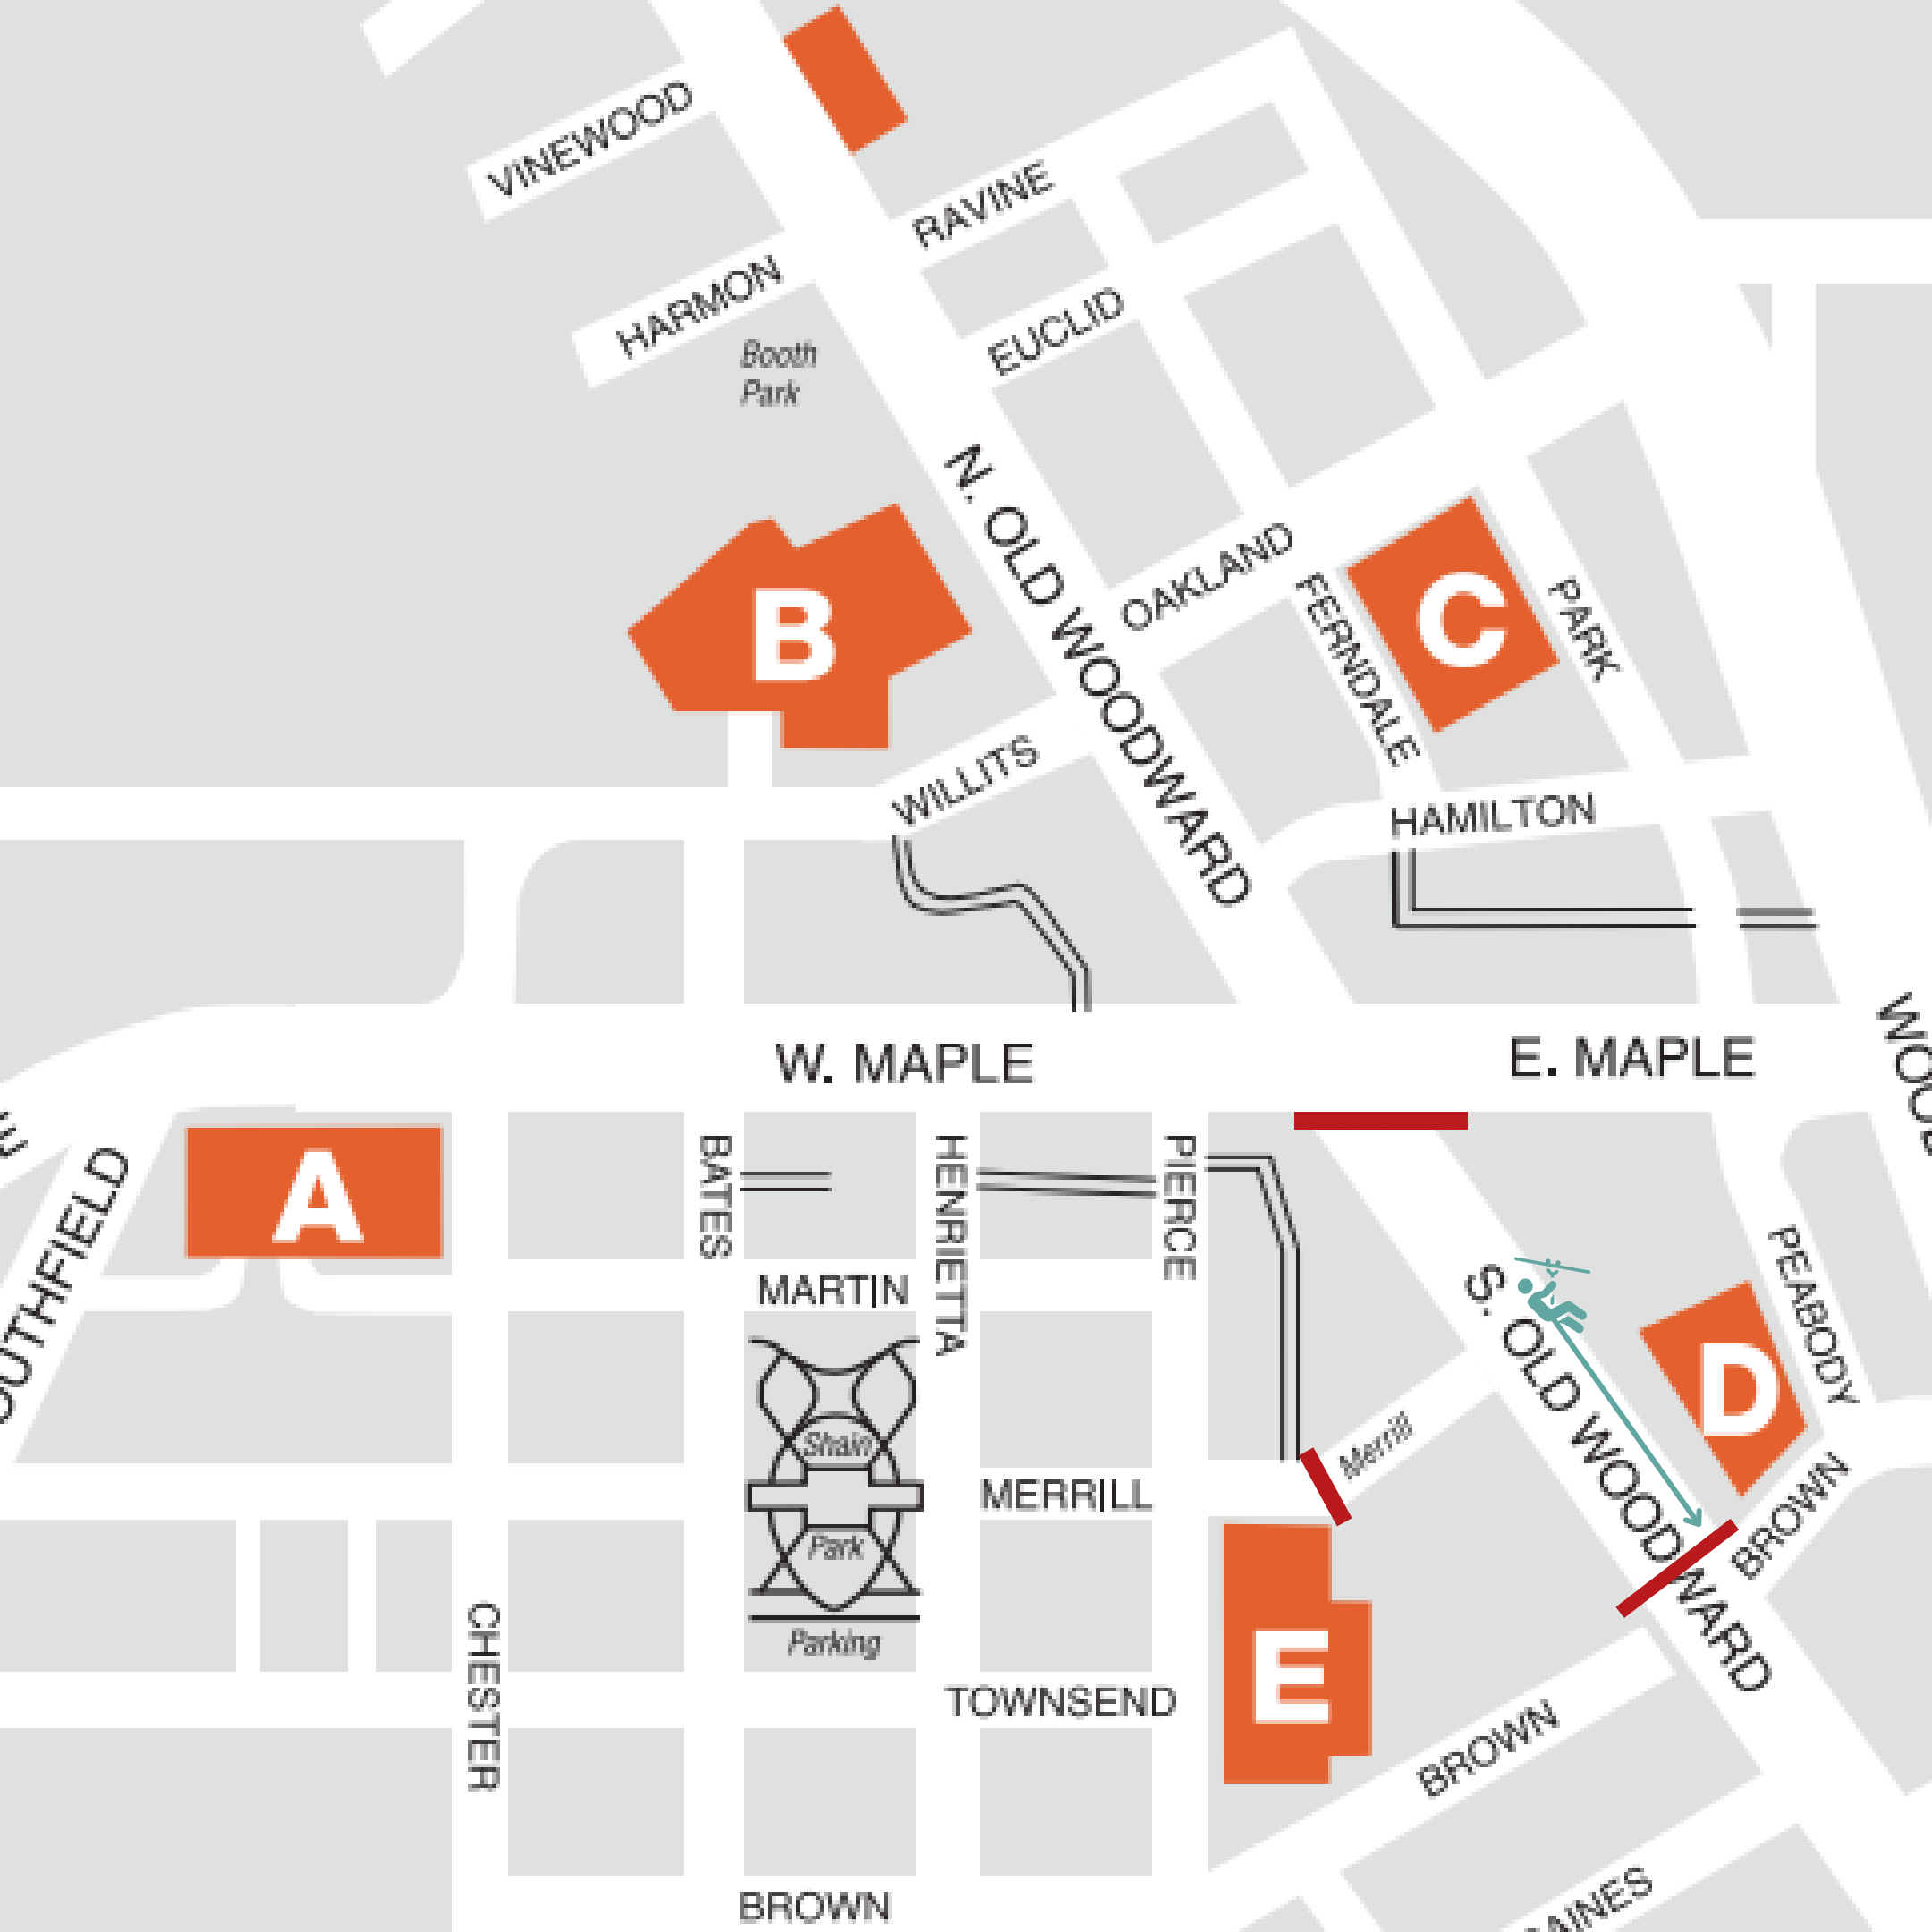 VINEWOOD
RAVINE
HARMON
EUCLID
Booth
Park
N. OLD WOODWARD
OAKLAND
B
C
FERNDALE
PARK
WILLITS
HAMILTON
W. MAPLE
E. MAPLE
A
BATES
HENRIETTA
PIERCE
MARTIN
S. OLD WOODWARD
PEABODY
D
Shain
Park
Parking
MERRILL
Merrill
BROWN
E
CHESTER
TOWNSEND
BROWN
BROWN